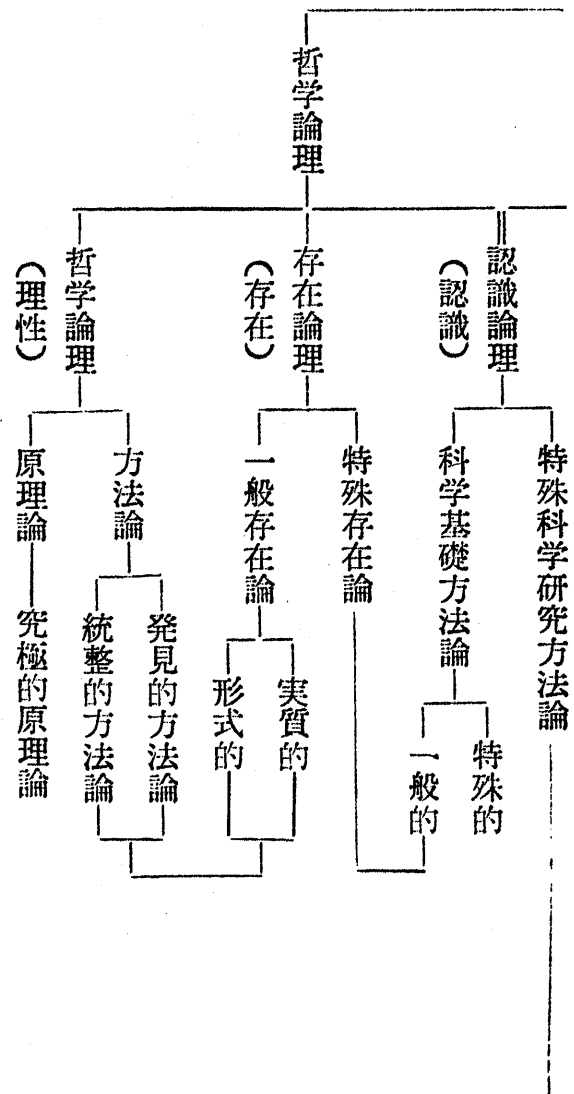 哲学論理
認識論理
（認識）
特殊科学研究方法論
科学基礎方法論
特殊的
一般的
存在論理
（存在）
特殊存在論
一般存在論
実質的
形式的
哲学論理
（理性）
方法論
発見的方法論
統整的方法論
原理論
究極的原理論